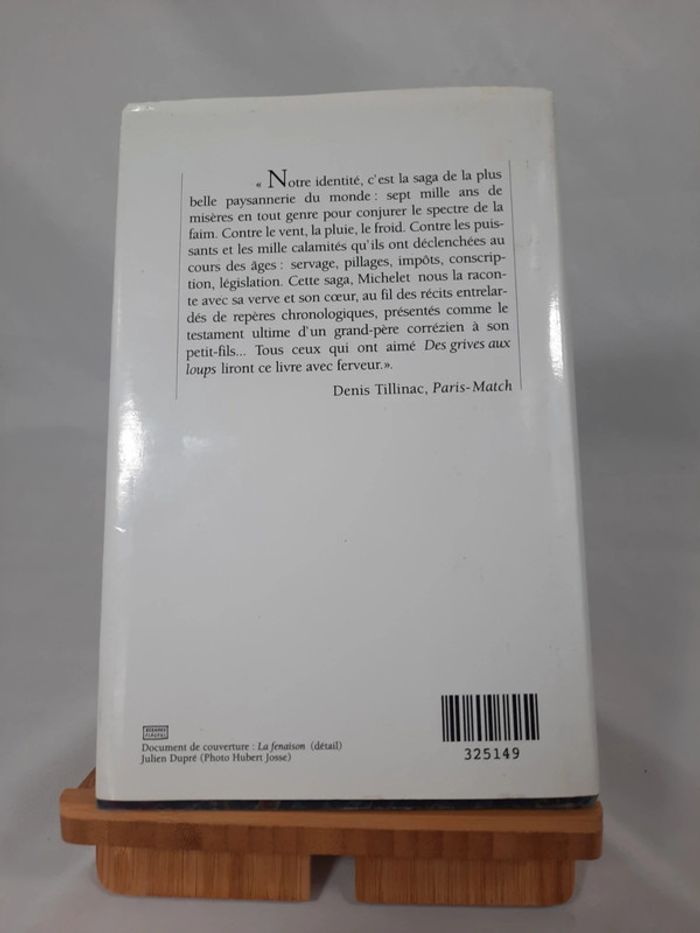 « Notre identité, c'est la saga de la plus
belle paysannerie du monde : sept mille ans de
misères en tout genre pour conjurer le spectre de la
faim. Contre le vent, la pluie, le froid. Contre les puis-
sants et les mille calamités qu'ils ont déclenchées au
cours des âges : servage, pillages, impôts, conscrip-
tion, législation. Cette saga, Michelet nous la racon-
te avec sa verve et son cœur, au fil des récits entrelar-
dés de repères chronologiques, présentés comme le
testament ultime d'un grand-père corrézien à son
petit-fils... Tous ceux qui ont aimé Des grives aux
loups liront ce livre avec ferveur.».
Denis Tillinac, Paris-Match
Document de couverture : La fenaison (détail)
Julien Dupré (Photo Hubert Josse)
325149